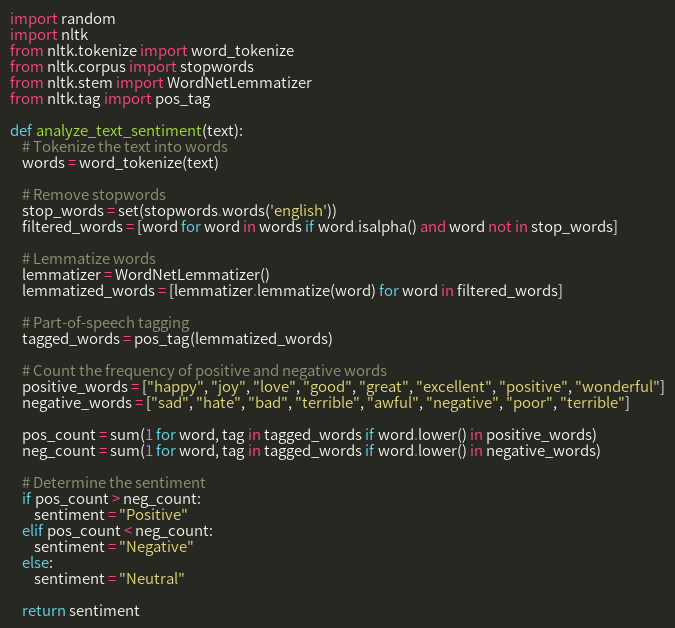 import random
import nltk
from nltk.tokenize import word_tokenize
from nltk.corpus import stopwords
from nltk.stem import WordNetLemmatizer
from nltk.tag import pos_tag

def analyze_text_sentiment(text):
    # Tokenize the text into words
    words = word_tokenize(text)

    # Remove stopwords
    stop_words = set(stopwords.words('english'))
    filtered_words = [word for word in words if word.isalpha() and word not in stop_words]

    # Lemmatize words
    lemmatizer = WordNetLemmatizer()
    lemmatized_words = [lemmatizer.lemmatize(word) for word in filtered_words]

    # Part-of-speech tagging
    tagged_words = pos_tag(lemmatized_words)

    # Count the frequency of positive and negative words
    positive_words = ["happy", "joy", "love", "good", "great", "excellent", "positive", "wonderful"]
    negative_words = ["sad", "hate", "bad", "terrible", "awful", "negative", "poor", "terrible"]

    pos_count = sum(1 for word, tag in tagged_words if word.lower() in positive_words)
    neg_count = sum(1 for word, tag in tagged_words if word.lower() in negative_words)

    # Determine the sentiment
    if pos_count > neg_count:
        sentiment = "Positive"
    elif pos_count < neg_count:
        sentiment = "Negative"
    else:
        sentiment = "Neutral"

    return sentiment